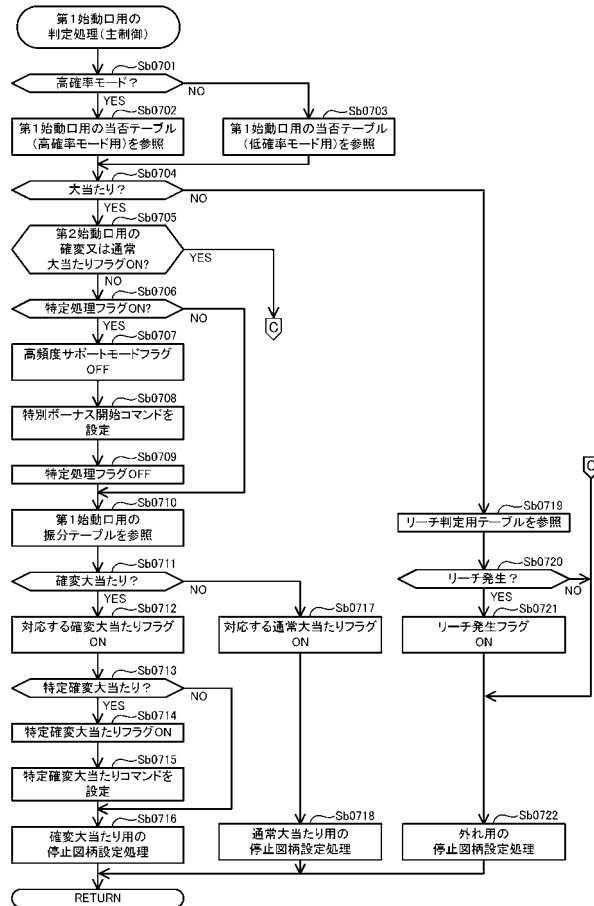 第1始動口用の
判定処理(主制御)
Sb0701
高確率モード?
NO
YES
Sb0702
第1始動口用の当否テーブル
(高確率モード用)を参照
Sb0703
第1始動口用の当否テーブル
(低確率モード用)を参照
Sb0704
大当たり?
NO
YES
Sb0705
第2始動口用の
確変又は通常
大当たりフラグON?
YES
NO
C
Sb0706
特定処理フラグON?
NO
YES
Sb0707
高頻度サポートモードフラグ
OFF
Sb0708
特別ボーナス開始コマンドを
設定
Sb0709
特定処理フラグOFF
Sb0710
第1始動口用の
振分テーブルを参照
Sb0711
確変大当たり?
NO
YES
Sb0712
対応する確変大当たりフラグ
ON
Sb0713
特定確変大当たり?
NO
YES
Sb0714
特定確変大当たりフラグON
Sb0715
特定確変大当たりコマンドを
設定
Sb0716
確変大当たり用の
停止図柄設定処理
Sb0717
対応する通常大当たりフラグ
ON
Sb0718
通常大当たり用の
停止図柄設定処理
C
Sb0719
リーチ判定用テーブルを参照
Sb0720
リーチ発生?
NO
YES
Sb0721
リーチ発生フラグ
ON
Sb0722
外れ用の
停止図柄設定処理
RETURN